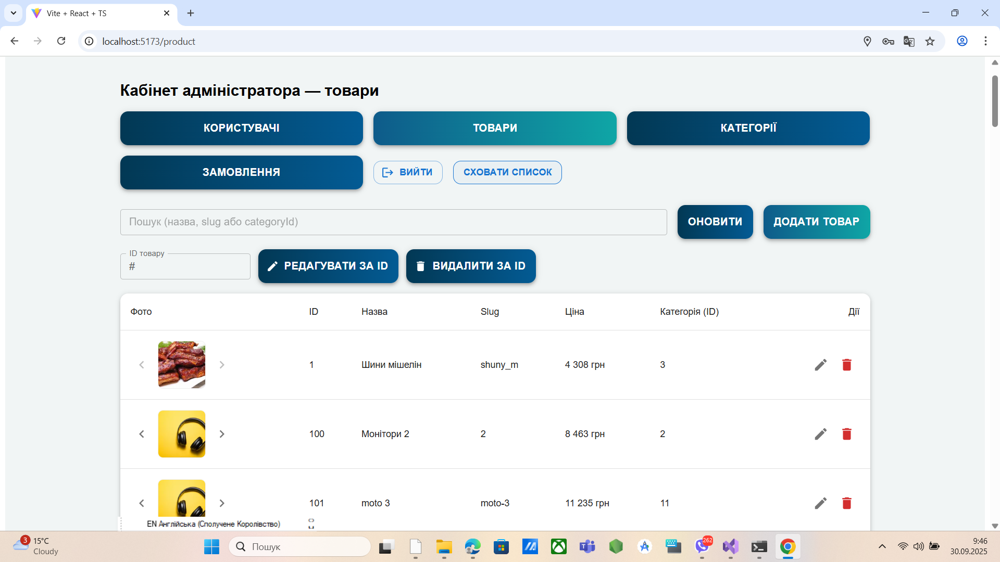 Vite + React + TS
localhost:5173/product
Кабінет адміністратора — товари
КОРИСТУВАЧІ
ТОВАРИ
КАТЕГОРІЇ
ЗАМОВЛЕННЯ
ВИЙТИ
СХОВАТИ СПИСОК
Пошук (назва, slug або categoryId)
ОНОВИТИ
ДОДАТИ ТОВАР
ID товару
#
РЕДАГУВАТИ ЗА ID
ВИДАЛИТИ ЗА ID
Фото ID Назва Slug Ціна Категорія (ID) Дії
1 Шини мішелін shuny_m 4 308 грн 3
100 Монітори 2 2 8 463 грн 2
101 moto 3 moto-3 11 235 грн 11
EN Англійська (Сполучене Королівство)
3
15°C
Cloudy
Пошук
262
9:46
30.09.2025